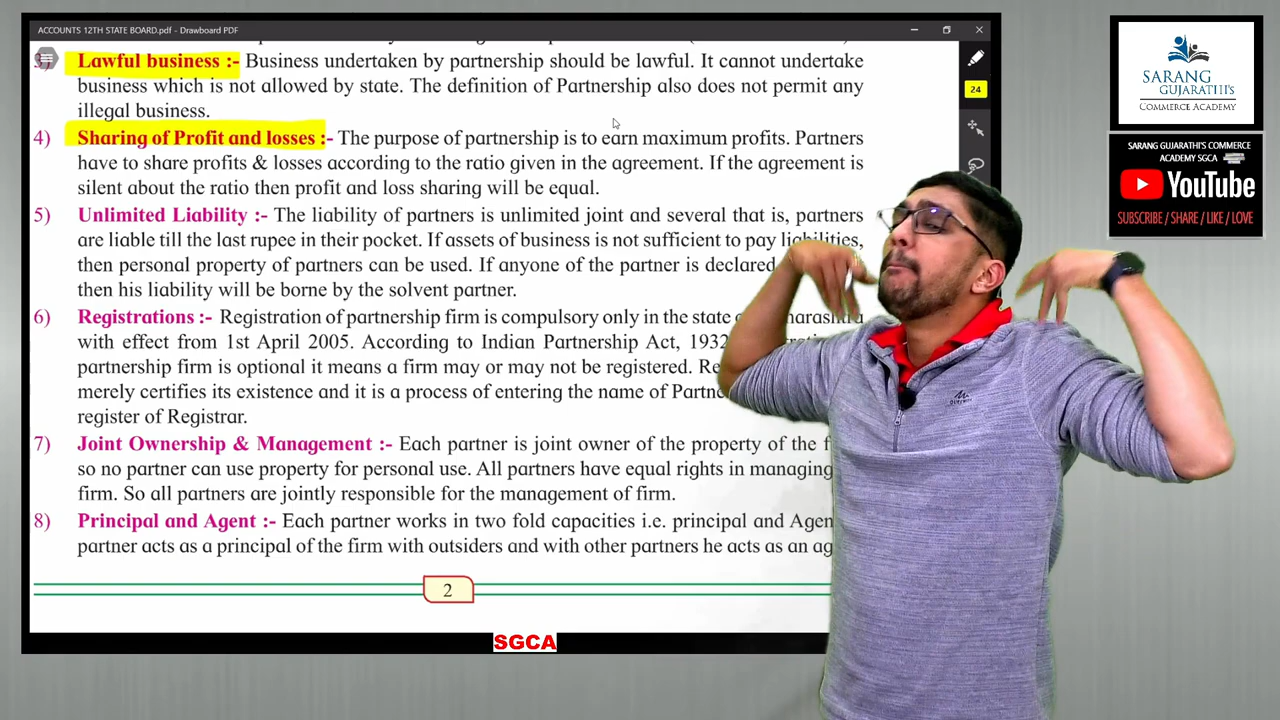 ACCOUNTS 12TH STATE BOARD.pdf - Drawboard PDF
Lawful business :- Business undertaken by partnership should be lawful. It cannot undertake
business which is not allowed by state. The definition of Partnership also does not permit any
illegal business.
4) Sharing of Profit and losses :- The purpose of partnership is to earn maximum profits. Partners
have to share profits & losses according to the ratio given in the agreement. If the agreement is
silent about the ratio then profit and loss sharing will be equal.
5) Unlimited Liability :- The liability of partners is unlimited joint and several that is, partners
are liable till the last rupee in their pocket. If assets of business is not sufficient to pay liabilities,
then personal property of partners can be used. If anyone of the partner is declared
then his liability will be borne by the solvent partner.
6) Registrations :- Registration of partnership firm is compulsory only in the state
with effect from 1st April 2005. According to Indian Partnership Act, 1932
partnership firm is optional it means a firm may or may not be registered.
merely certifies its existence and it is a process of entering the name of
register of Registrar.
7) Joint Ownership & Management :- Each partner is joint owner of the property of the
so no partner can use property for personal use. All partners have equal rights in managing
firm. So all partners are jointly responsible for the management of firm.
8) Principal and Agent :- Each partner works in two fold capacities i.e. principal and
partner acts as a principal of the firm with outsiders and with other partners he acts as an
2
SGCA
24
SARANG
GUJARATHI'S
COMMERCE ACADEMY
SARANG GUJARATHI'S COMMERCE
ACADEMY SGCA
YouTube
SUBSCRIBE / SHARE / LIKE / LOVE